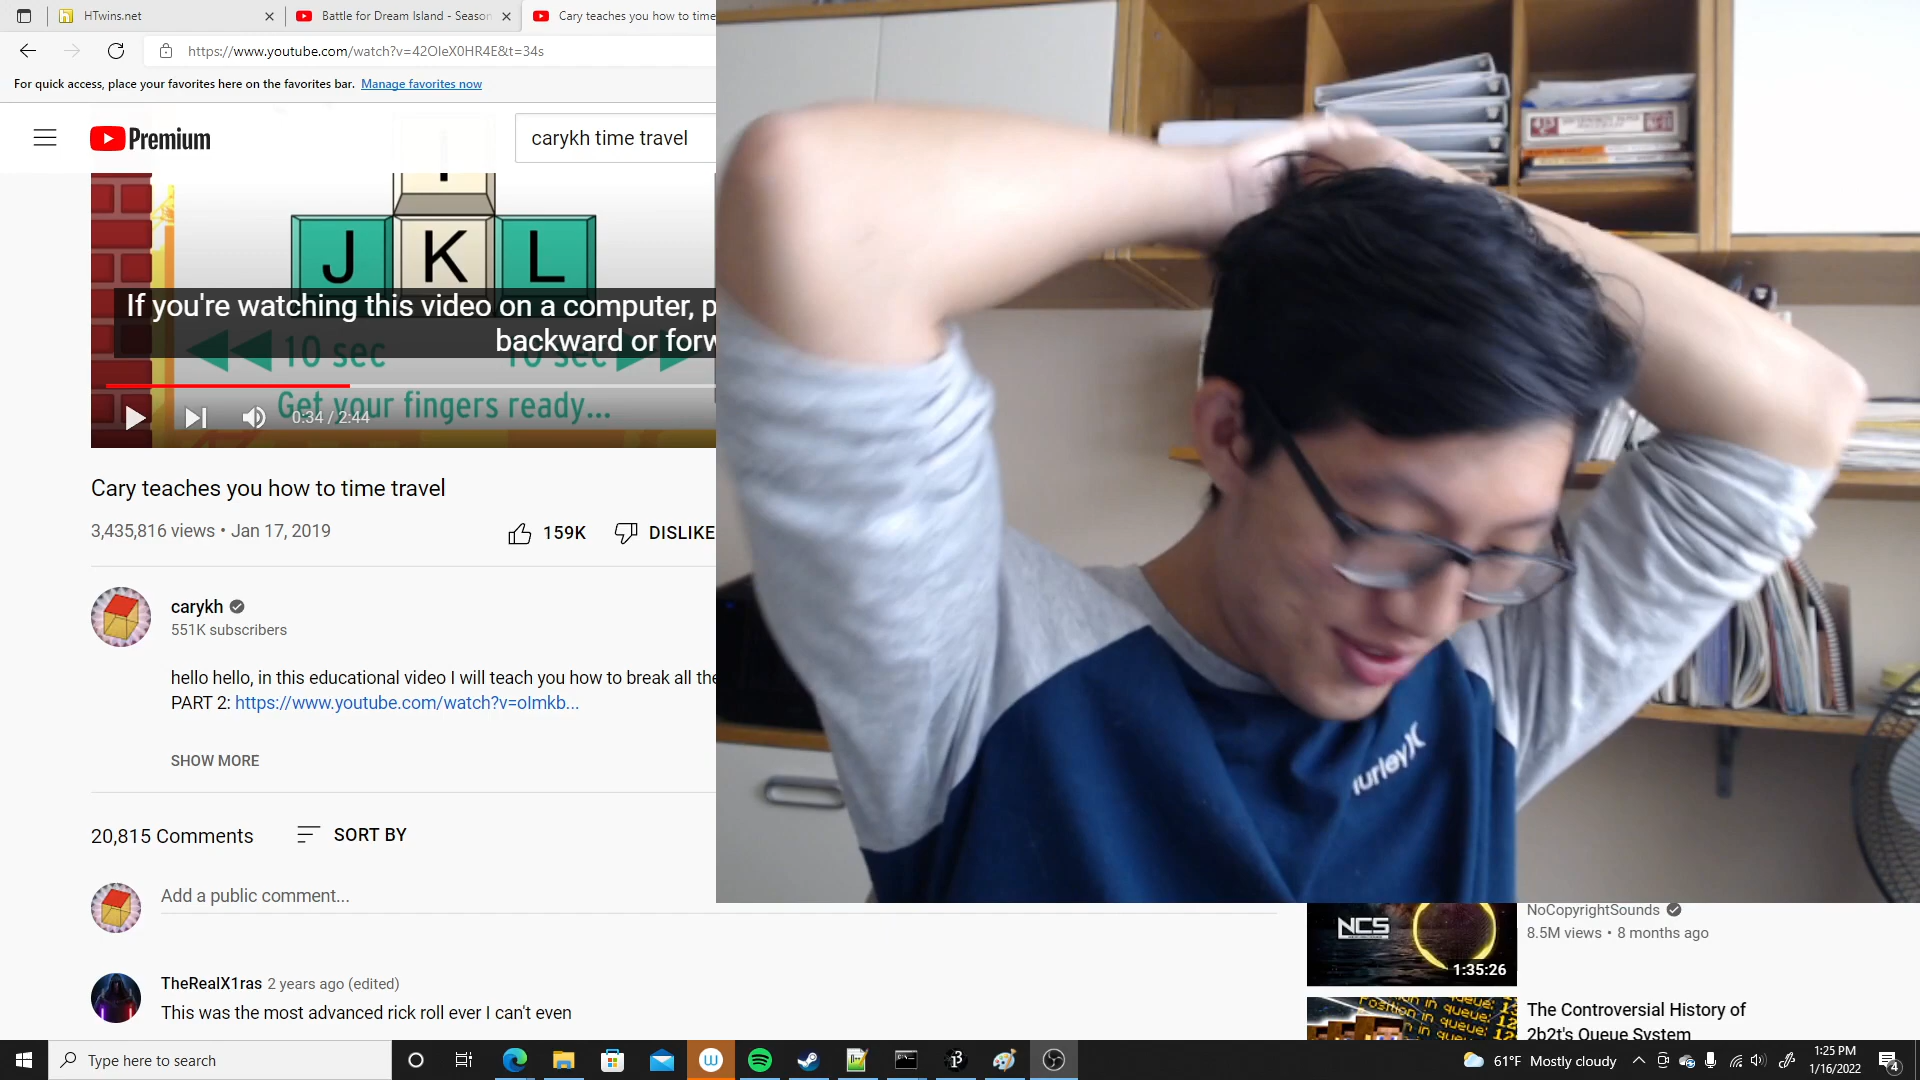 HTwins.net
Battle for Dream Island - Season
Cary teaches you how to time
https://www.youtube.com/watch?v=42OIeX0HR4E&t=34s
For quick access, place your favorites here on the favorites bar. Manage favorites now
Premium
carykh time travel
J K L
If you're watching this video on a computer, p
backward or forw
10 sec 10 sec
Get your fingers ready...
0:34 / 2:44
Cary teaches you how to time travel
3,435,816 views • Jan 17, 2019
159K
DISLIKE
carykh
551K subscribers
hello hello, in this educational video I will teach you how to break all the
PART 2: https://www.youtube.com/watch?v=oImkb...
SHOW MORE
20,815 Comments
SORT BY
Add a public comment...
TheRealX1ras 2 years ago (edited)
This was the most advanced rick roll ever I can't even
Hurley
NoCopyrightSounds
8.5M views • 8 months ago
NCS
1:35:26
Position in queue:
The Controversial History of
2b2t's Queue System
Type here to search
61°F Mostly cloudy
1:25 PM
1/16/2022
4